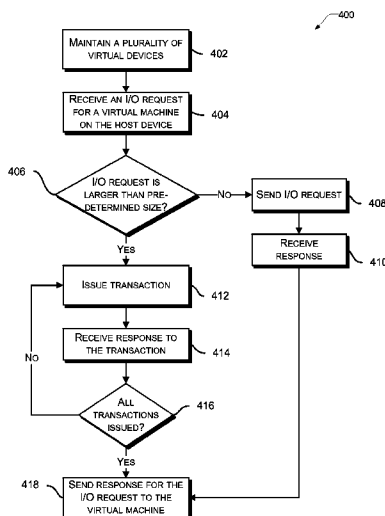 400
MAINTAIN A PLURALITY OF
VIRTUAL DEVICES
402
RECEIVE AN I/O REQUEST
FOR A VIRTUAL MACHINE
ON THE HOST DEVICE
404
406
I/O REQUEST IS
LARGER THAN PRE-
DETERMINED SIZE?
NO
SEND I/O REQUEST
408
YES
RECEIVE
RESPONSE
410
ISSUE TRANSACTION
412
RECEIVE RESPONSE TO
THE TRANSACTION
414
NO
ALL
TRANSACTIONS
ISSUED?
416
YES
418
SEND RESPONSE FOR THE
I/O REQUEST TO THE
VIRTUAL MACHINE